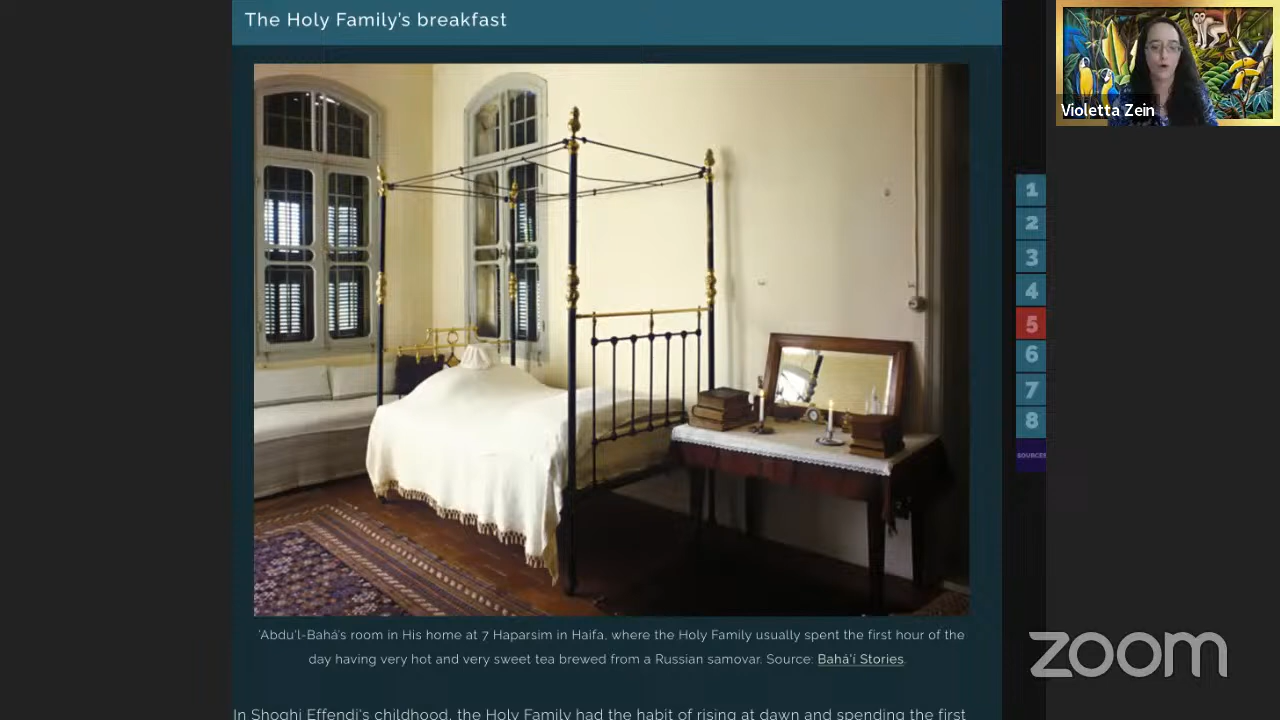 The Holy Family's breakfast
Violetta Zein
1
2
3
4
5
6
7
8
SOURCES
'Abdu'l-Bahá's room in His home at 7 Haparsim in Haifa, where the Holy Family usually spent the first hour of the
day having very hot and very sweet tea brewed from a Russian samovar. Source: Bahá'í Stories.
In Shoghi Effendi's childhood, the Holy Family had the habit of rising at dawn and spending the first
zoom